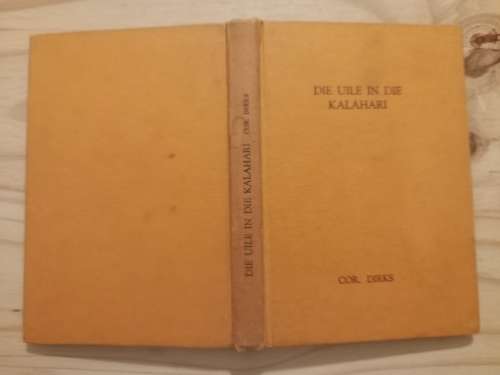 DIE UILE IN DIE KALAHARI COR. DIRKS
DIE UILE IN DIE
KALAHARI
COR. DIRKS